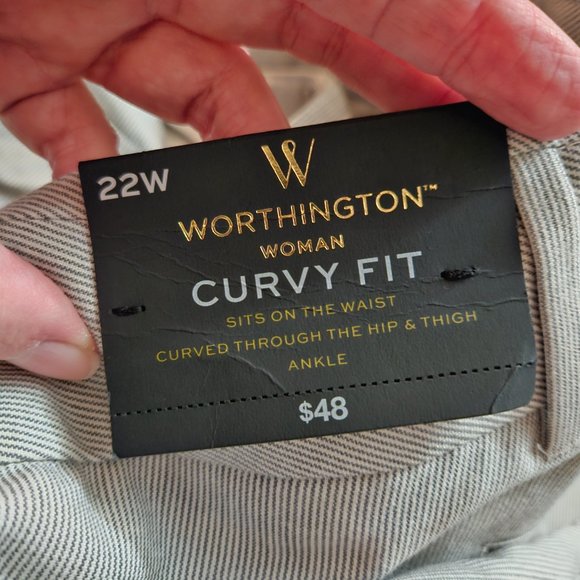 22W
W
WORTHINGTON™
WOMAN
CURVY FIT
SITS ON THE WAIST
CURVED THROUGH THE HIP & THIGH
ANKLE
$48